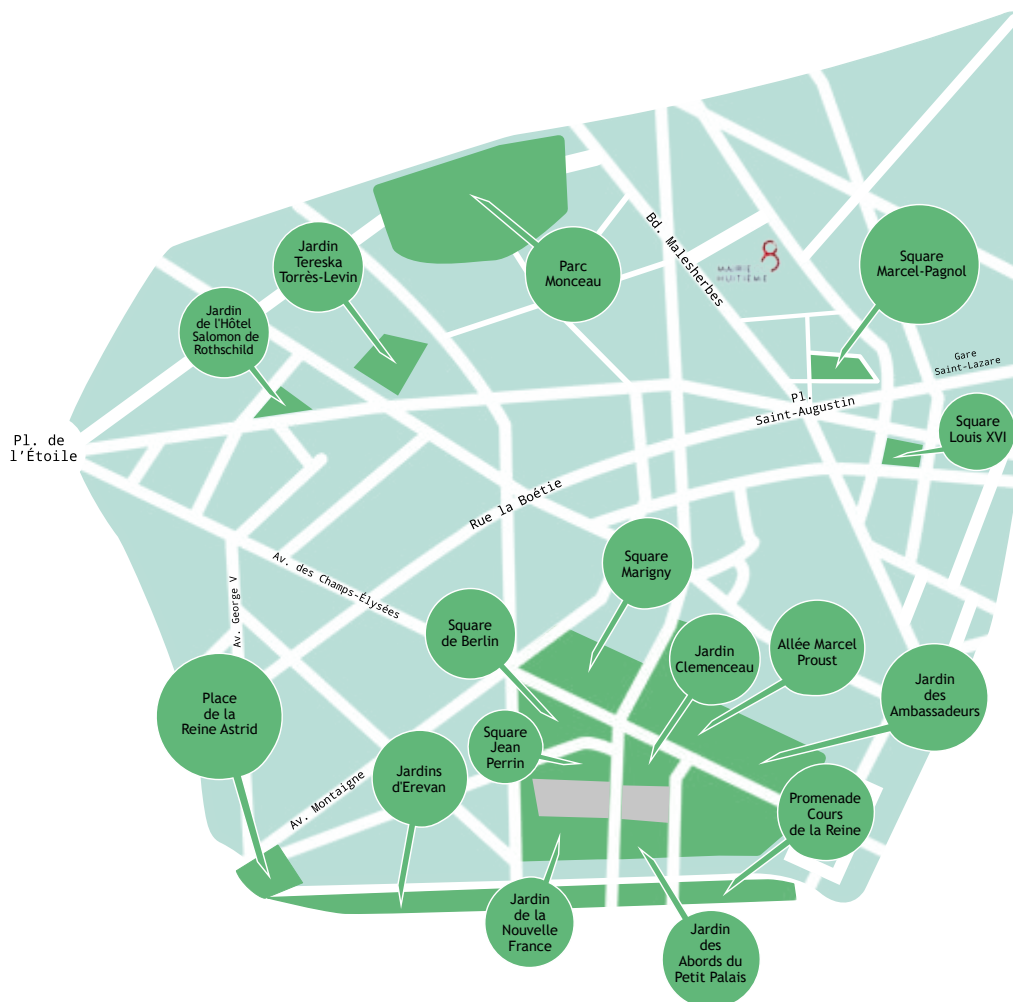 Bd. Malesherbes
MAIRIE
HUITIÈME
8
Square
Marcel-Pagnol
Jardin
Tereska
Torrès-Levin
Parc
Monceau
Jardin
de l'Hôtel
Salomon de
Rothschild
Gare
Saint-Lazare
Pl.
Saint-Augustin
Square
Louis XVI
Pl. de
l'Étoile
Rue la Boétie
Av. des Champs-Élysées
Av. George V
Square
Marigny
Square
de Berlin
Jardin
Clemenceau
Allée Marcel
Proust
Jardin
des
Ambassadeurs
Place
de la
Reine Astrid
Square
Jean
Perrin
Jardins
d'Erevan
Av. Montaigne
Promenade
Cours
de la Reine
Jardin
de la
Nouvelle
France
Jardin
des
Abords du
Petit Palais